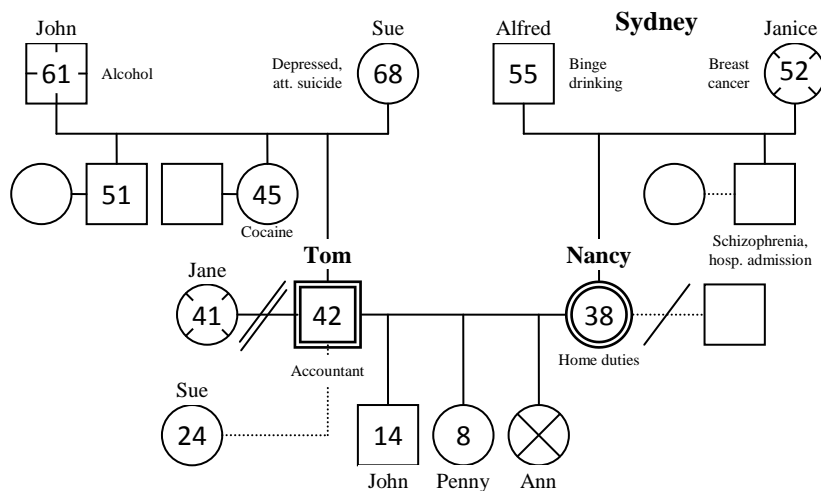 John
Sue
Alfred
Sydney
Janice
61
Alcohol
Depressed,
att. suicide
68
55
Binge
drinking
Breast
cancer
52
51
45
Cocaine
Schizophrenia,
hosp. admission
Tom
Nancy
Jane
41
42
38
Accountant
Home duties
Sue
24
14
8
John
Penny
Ann